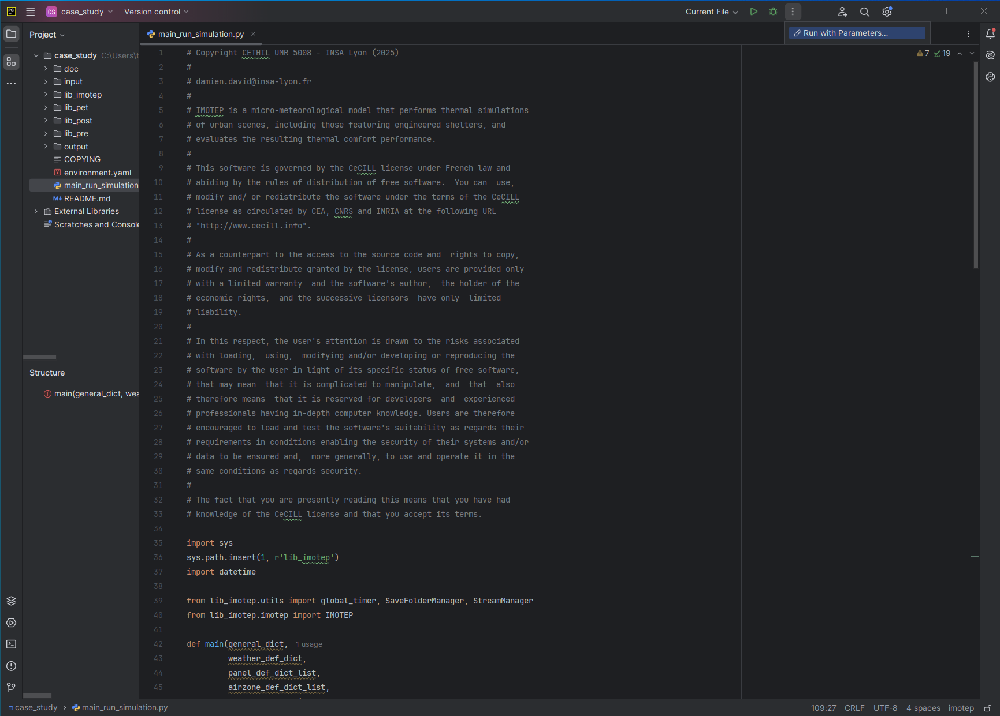 PC
CS case_study
Version control
Current File
Project
main_run_simulation.py
Run with Parameters...
case_study C:\Users\t
doc
input
lib_imotep
lib_pet
lib_post
lib_pre
output
COPYING
Y environment.yaml
main_run_simulation
M↓ README.md
External Libraries
Scratches and Console
Structure
f main(general_dict, wea
7 19
1 # Copyright CETHIL UMR 5008 - INSA Lyon (2025)
2 #
3 # damien.david@insa-lyon.fr
4 #
5 # IMOTEP is a micro-meteorological model that performs thermal simulations
6 # of urban scenes, including those featuring engineered shelters, and
7 # evaluates the resulting thermal comfort performance.
8 #
9 # This software is governed by the CeCILL license under French law and
10 # abiding by the rules of distribution of free software.  You can  use,
11 # modify and/ or redistribute the software under the terms of the CeCILL
12 # license as circulated by CEA, CNRS and INRIA at the following URL
13 # "http://www.cecill.info".
14 #
15 # As a counterpart to the access to the source code and  rights to copy,
16 # modify and redistribute granted by the license, users are provided only
17 # with a limited warranty  and the software's author,  the holder of the
18 # economic rights,  and the successive licensors  have only  limited
19 # liability.
20 #
21 # In this respect, the user's attention is drawn to the risks associated
22 # with loading,  using,  modifying and/or developing or reproducing the
23 # software by the user in light of its specific status of free software,
24 # that may mean  that it is complicated to manipulate,  and  that  also
25 # therefore means  that it is reserved for developers  and  experienced
26 # professionals having in-depth computer knowledge. Users are therefore
27 # encouraged to load and test the software's suitability as regards their
28 # requirements in conditions enabling the security of their systems and/or
29 # data to be ensured and,  more generally, to use and operate it in the
30 # same conditions as regards security.
31 #
32 # The fact that you are presently reading this means that you have had
33 # knowledge of the CeCILL license and that you accept its terms.
34
35 import sys
36 sys.path.insert(1, r'lib_imotep')
37 import datetime
38
39 from lib_imotep.utils import global_timer, SaveFolderManager, StreamManager
40 from lib_imotep.imotep import IMOTEP
41
42 def main(general_dict, 1 usage
43 weather_def_dict,
44 panel_def_dict_list,
45 airzone_def_dict_list,
case_study > main_run_simulation.py
109:27 CRLF UTF-8 4 spaces imotep